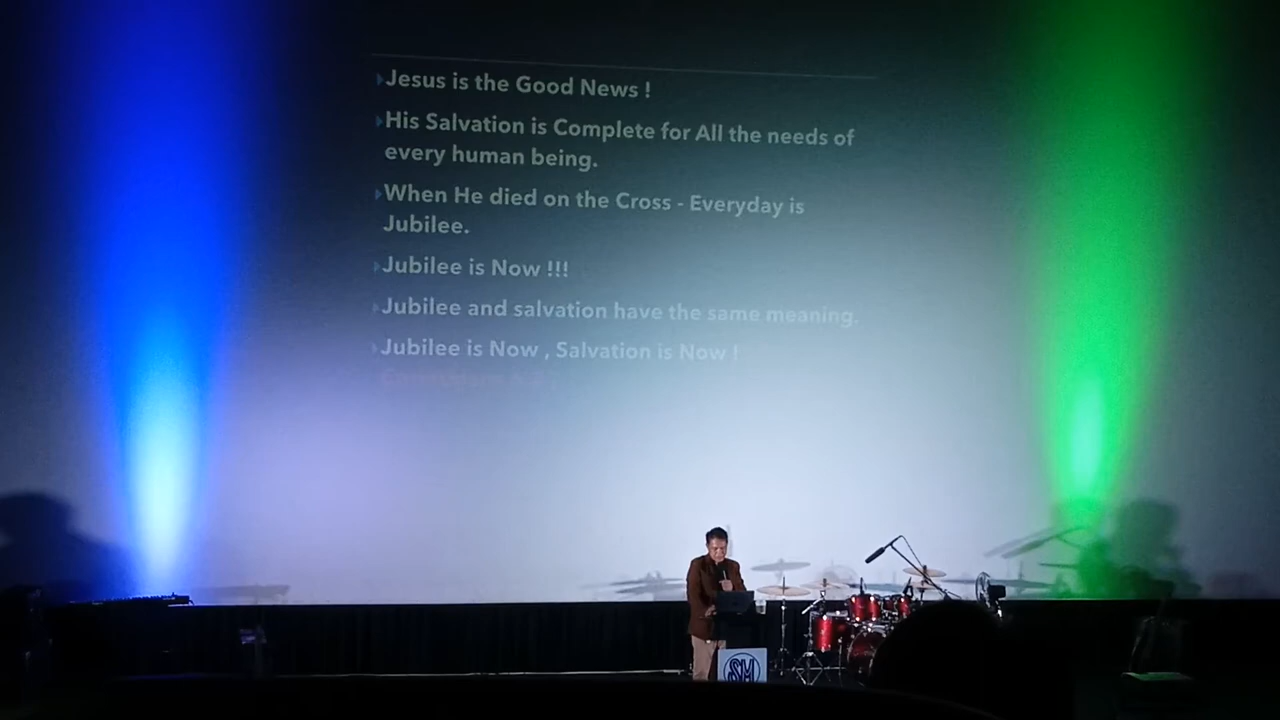 Jesus is the Good News !
His Salvation is Complete for All the needs of
every human being.
When He died on the Cross - Everyday is
Jubilee.
Jubilee is Now !!!
Jubilee and salvation have the same meaning.
Jubilee is Now , Salvation is Now !
SM